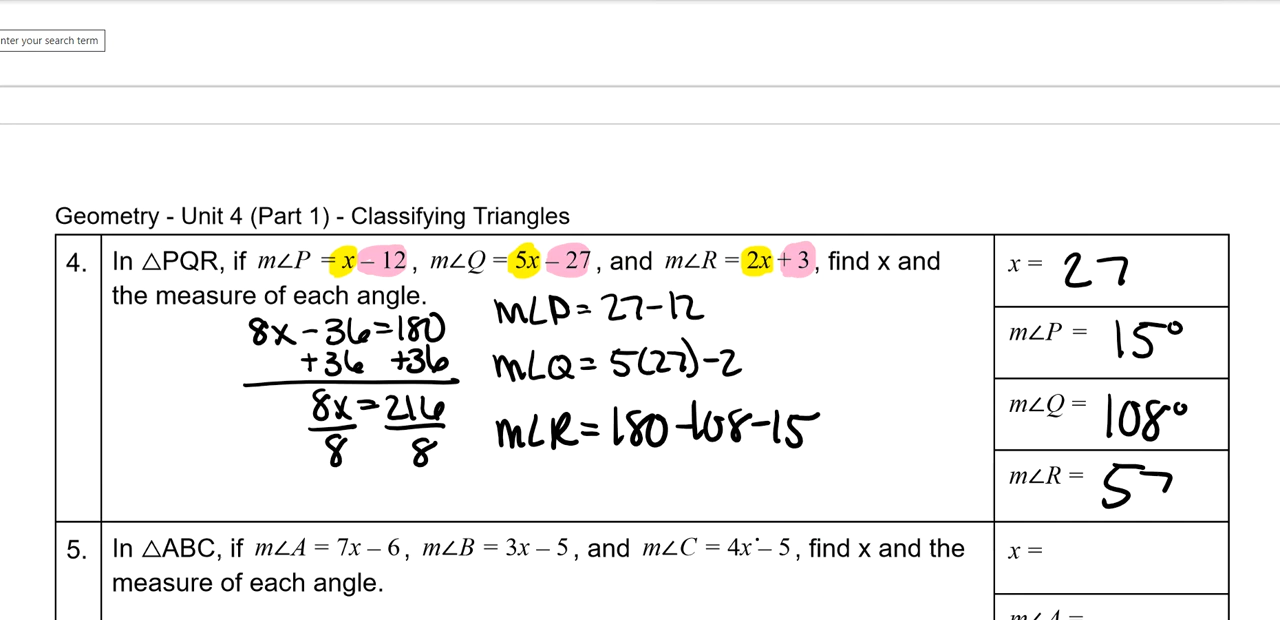 nter your search term
Geometry - Unit 4 (Part 1) - Classifying Triangles
4. In △PQR, if m∠P = x – 12, m∠Q = 5x – 27, and m∠R = 2x + 3, find x and
the measure of each angle.
8x - 36 = 180
+36 +36
8x = 216
8 8
m∠P = 27 - 12
m∠Q = 5(27) - 2
m∠R = 180 - 108 - 15
x = 27
m∠P = 15°
m∠Q = 108°
m∠R = 57
5. In △ABC, if m∠A = 7x – 6, m∠B = 3x – 5, and m∠C = 4x – 5, find x and the
measure of each angle.
x =
m∠A =